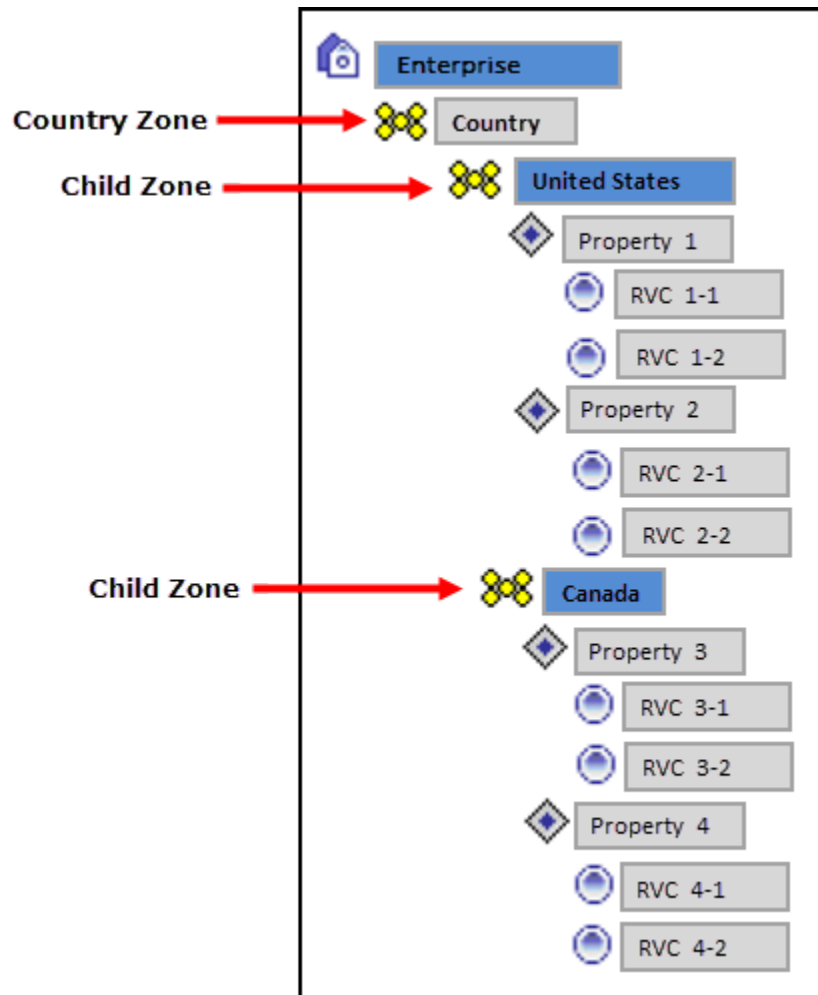 Enterprise
Country Zone
Country
Child Zone
United States
Property 1
RVC 1-1
RVC 1-2
Property 2
RVC 2-1
RVC 2-2
Child Zone
Canada
Property 3
RVC 3-1
RVC 3-2
Property 4
RVC 4-1
RVC 4-2